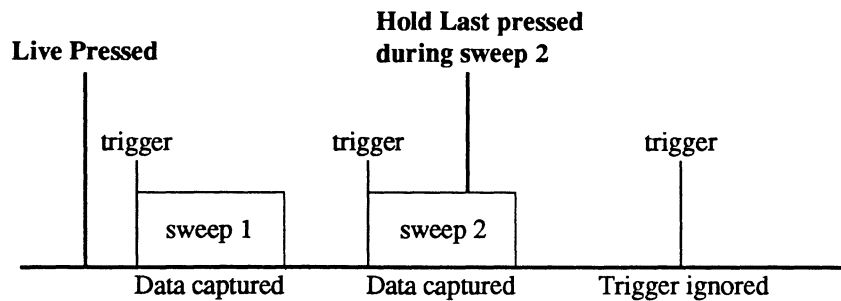 Hold Last pressed
during sweep 2
Live Pressed
trigger
trigger
trigger
sweep 1
sweep 2
Data captured
Data captured
Trigger ignored